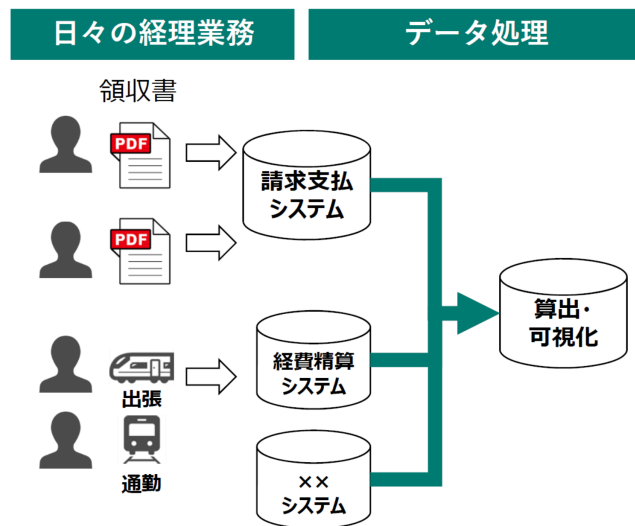 日々の経理業務
データ処理
領収書
PDF
請求支払
システム
PDF
算出・
可視化
経費精算
システム
出張
××
システム
通勤